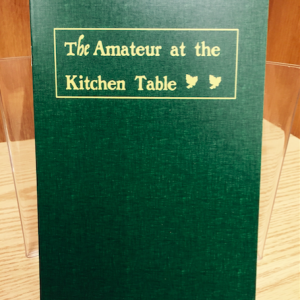 The Amateur at the
Kitchen Table